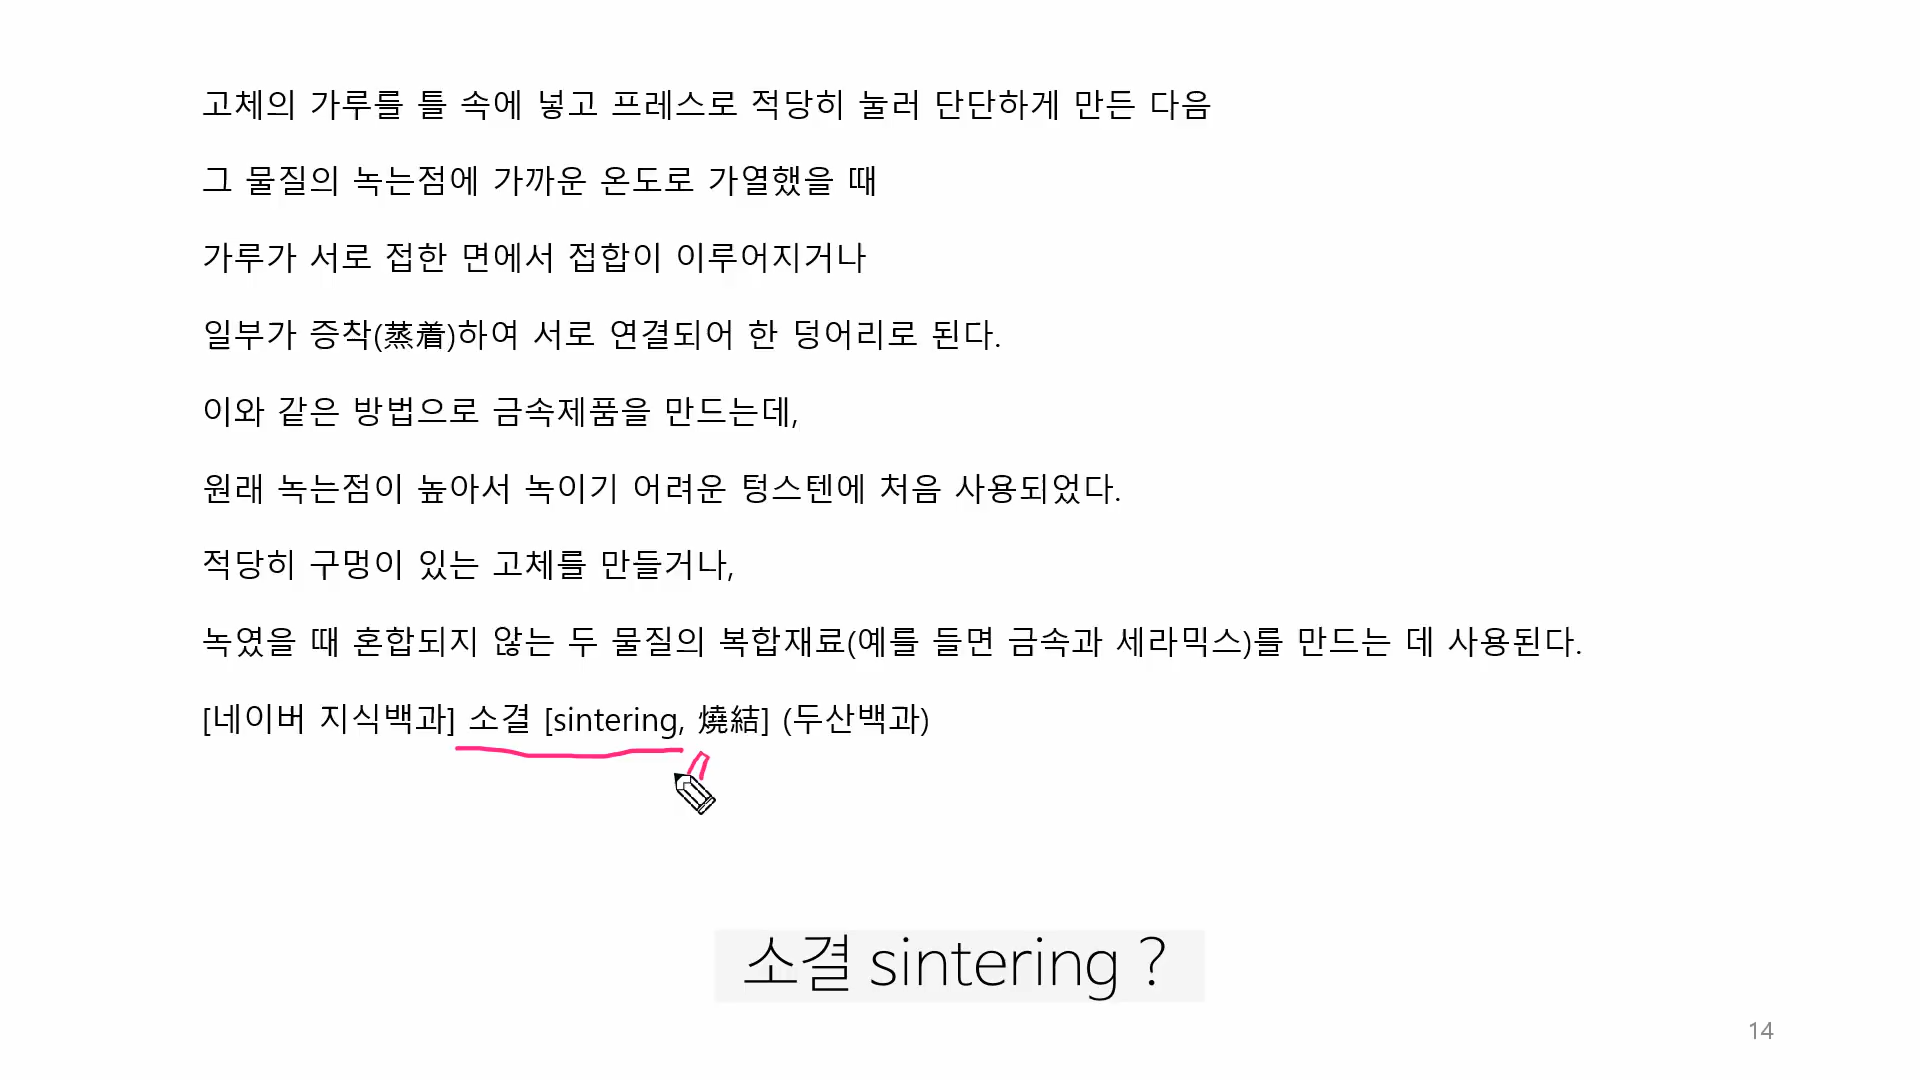 고체의 가루를 틀 속에 넣고 프레스로 적당히 눌러 단단하게 만든 다음
그 물질의 녹는점에 가까운 온도로 가열했을 때
가루가 서로 접한 면에서 접합이 이루어지거나
일부가 증착(蒸着)하여 서로 연결되어 한 덩어리로 된다.
이와 같은 방법으로 금속제품을 만드는데,
원래 녹는점이 높아서 녹이기 어려운 텅스텐에 처음 사용되었다.
적당히 구멍이 있는 고체를 만들거나,
녹였을 때 혼합되지 않는 두 물질의 복합재료(예를 들면 금속과 세라믹스)를 만드는 데 사용된다.
[네이버 지식백과] 소결 [sintering, 燒結] (두산백과)
소결 sintering ?
14